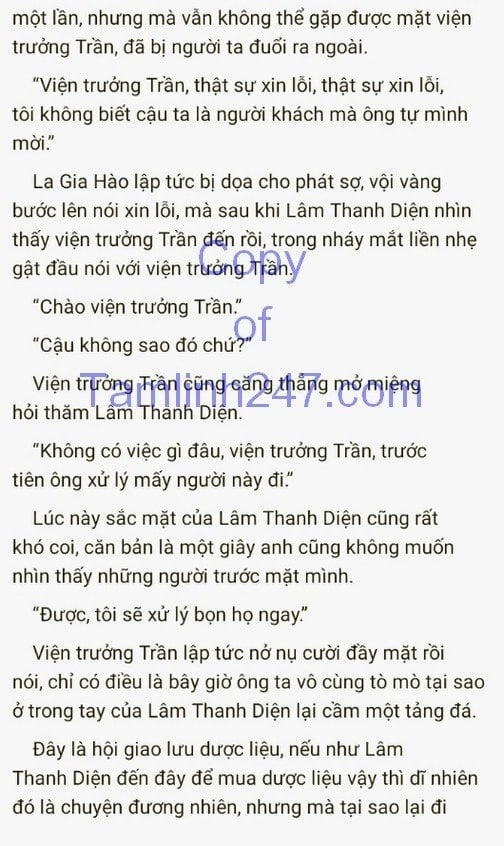 một lần, nhưng mà vẫn không thể gặp được mặt viện
trưởng Trần, đã bị người ta đuổi ra ngoài.
“Viện trưởng Trần, thật sự xin lỗi, thật sự xin lỗi,
tôi không biết cậu ta là người khách mà ông tự mình
mời.”
La Gia Hào lập tức bị dọa cho phát sợ, vội vàng
bước lên nói xin lỗi, mà sau khi Lâm Thanh Diện nhìn
thấy viện trưởng Trần đến rồi, trong nháy mắt liền nhẹ
gật đầu nói với viện trưởng Trần.
Copy
“Chào viện trưởng Trần.”
of
“Cậu không sao đó chứ?”
Viện trưởng Trần cũng căng thẳng mở miệng
Tamlinh247.com
hỏi thăm Lâm Thanh Diện.
“Không có việc gì đâu, viện trưởng Trần, trước
tiên ông xử lý mấy người này đi.”
Lúc này sắc mặt của Lâm Thanh Diện cũng rất
khó coi, căn bản là một giây anh cũng không muốn
nhìn thấy những người trước mặt mình.
“Được, tôi sẽ xử lý bọn họ ngay.”
Viện trưởng Trần lập tức nở nụ cười đầy mặt rồi
nói, chỉ có điều là bây giờ ông ta vô cùng tò mò tại sao
ở trong tay của Lâm Thanh Diện lại cầm một tảng đá.
Đây là hội giao lưu dược liệu, nếu như Lâm
Thanh Diện đến đây để mua dược liệu vậy thì dĩ nhiên
đó là chuyện đương nhiên, nhưng mà tại sao lại đi